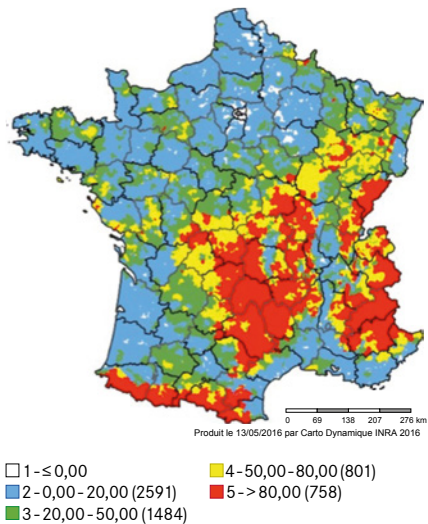 0 69 138 207 276 km
Produit le 13/05/2016 par Carto Dynamique INRA 2016
1-≤ 0,00
4-50,00-80,00 (801)
2-0,00-20,00 (2591)
5->80,00 (758)
3-20,00-50,00 (1484)